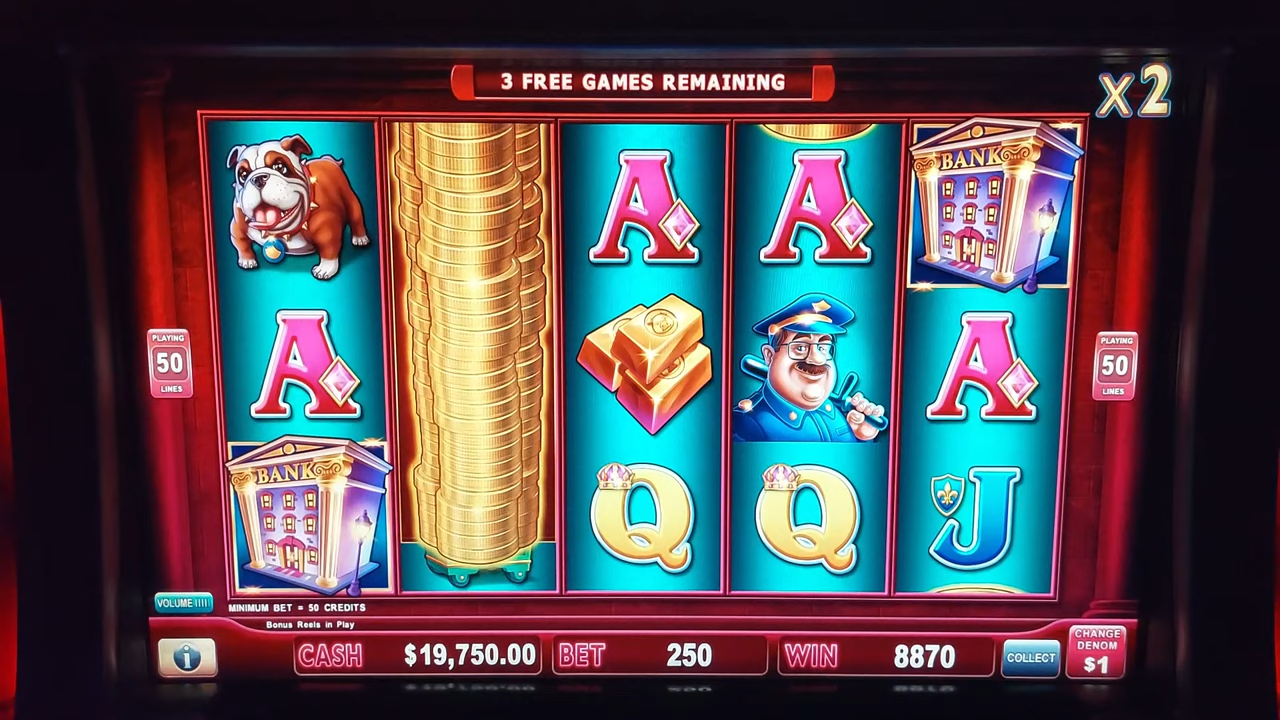 3 FREE GAMES REMAINING
x2
BANK
A
A
PLAYING
50
LINES
PLAYING
50
LINES
A
A
BANK
Q
Q
J
VOLUME IIII
MINIMUM BET = 50 CREDITS
Bonus Reels in Play
i
CASH $19,750.00
BET 250
WIN 8870
COLLECT
CHANGE
DENOM
$1